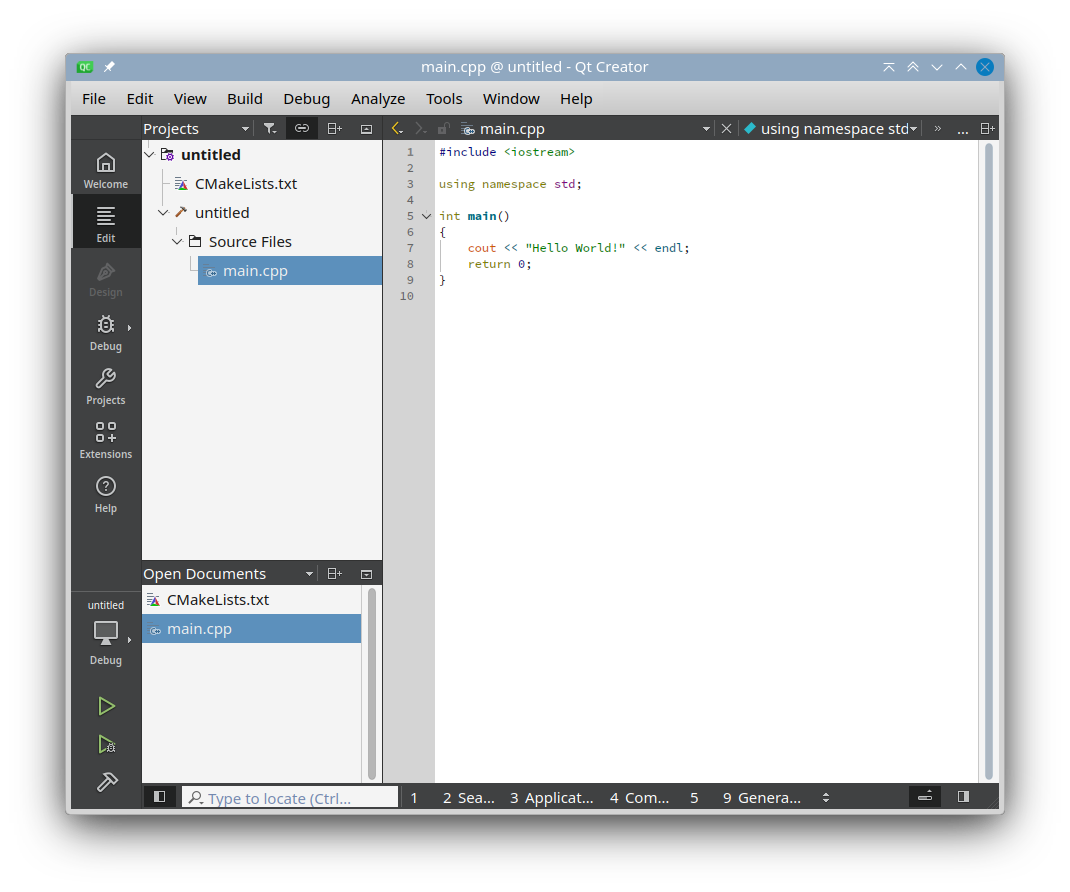 QC
main.cpp @ untitled - Qt Creator
File Edit View Build Debug Analyze Tools Window Help
Projects
main.cpp
using namespace std
» ...
Welcome
Edit
Design
Debug
Projects
Extensions
? Help
untitled
Debug
untitled
CMakeLists.txt
untitled
Source Files
main.cpp
Open Documents
CMakeLists.txt
main.cpp
1 #include <iostream>
2
3 using namespace std;
4
5 int main()
6 {
7     cout << "Hello World!" << endl;
8     return 0;
9 }
10
Type to locate (Ctrl... 1 2 Sea... 3 Applicat... 4 Com... 5 9 Genera...